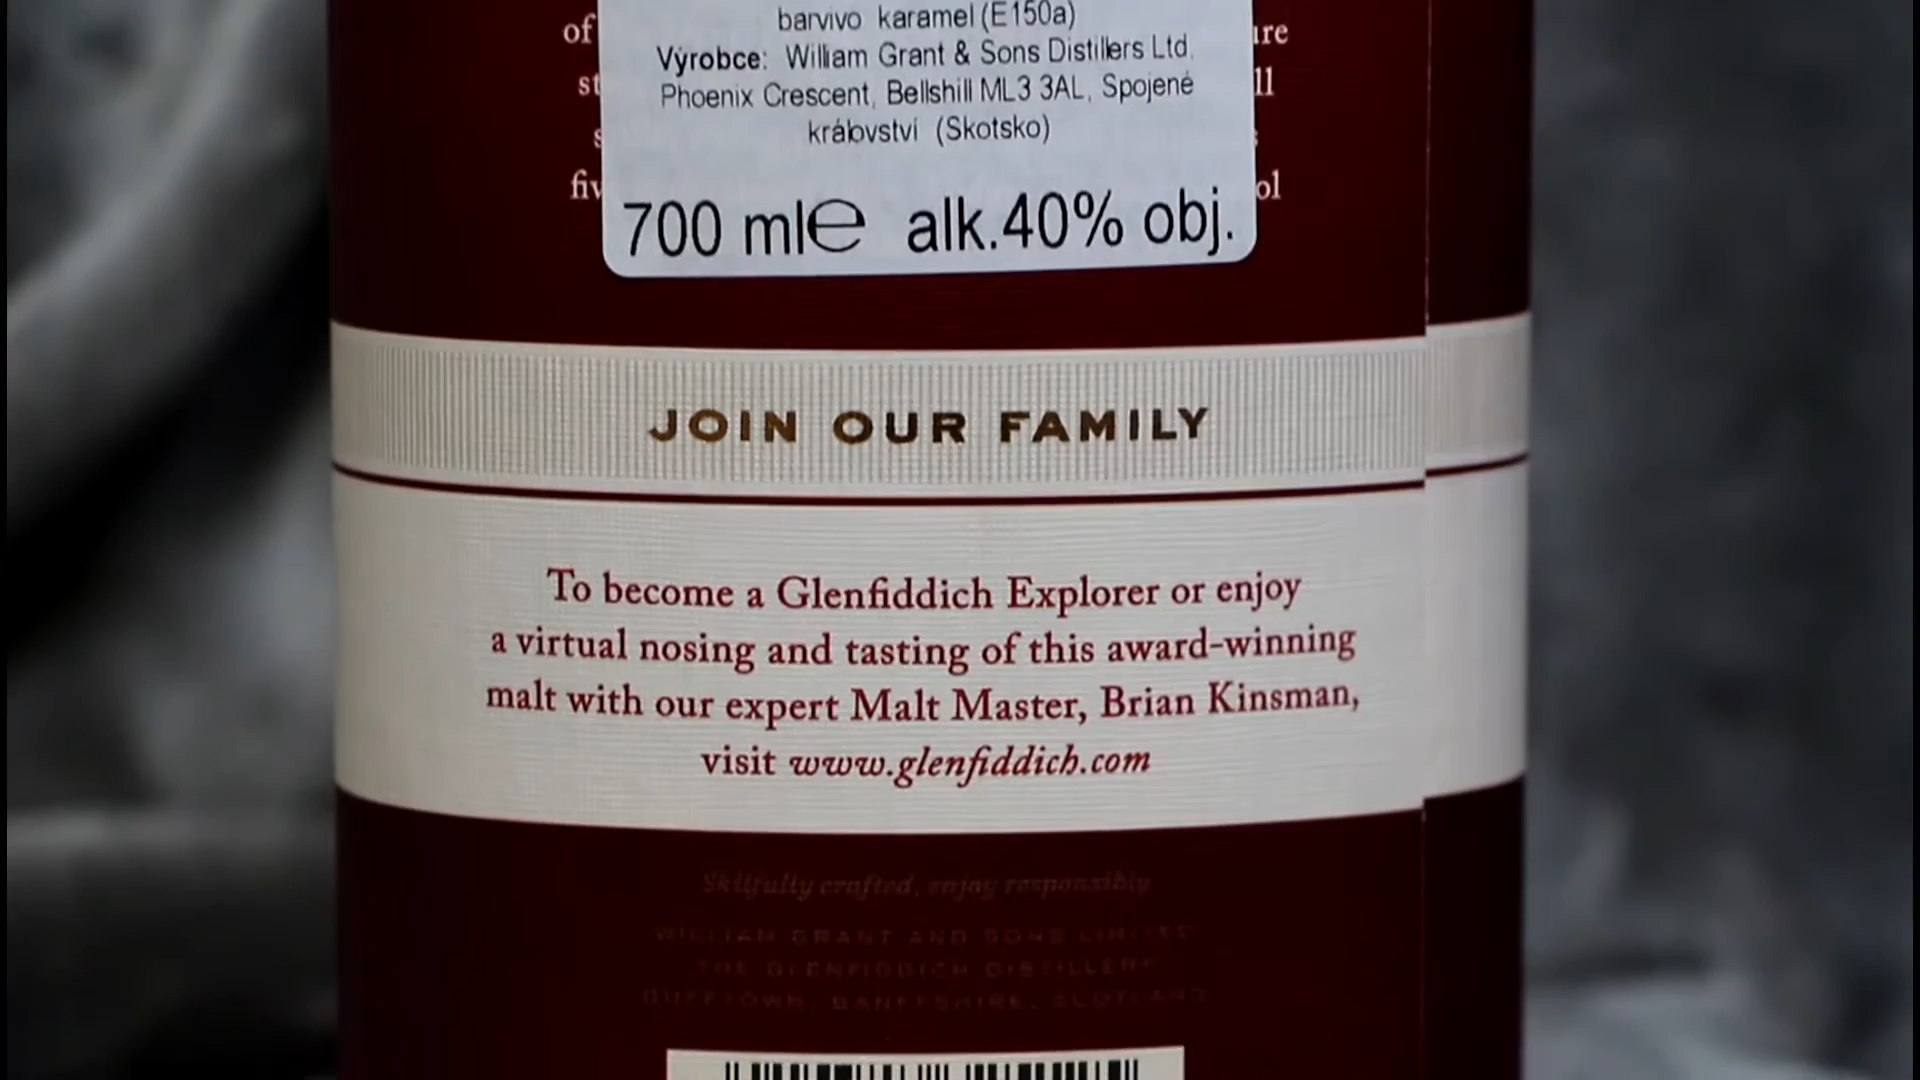 of
barvivo karamel (E150a)
Výrobce: William Grant & Sons Distillers Ltd.
Phoenix Crescent, Bellshill ML3 3AL, Spojené
království (Skotsko)
700 ml e alk.40% obj.
JOIN OUR FAMILY
To become a Glenfiddich Explorer or enjoy
a virtual nosing and tasting of this award-winning
malt with our expert Malt Master, Brian Kinsman,
visit www.glenfiddich.com
Skilfully crafted, enjoy responsibly
WILLIAM GRANT AND SONS LIMITED
THE GLENFIDDICH DISTILLERY
DUFFTOWN, BANFFSHIRE, SCOTLAND